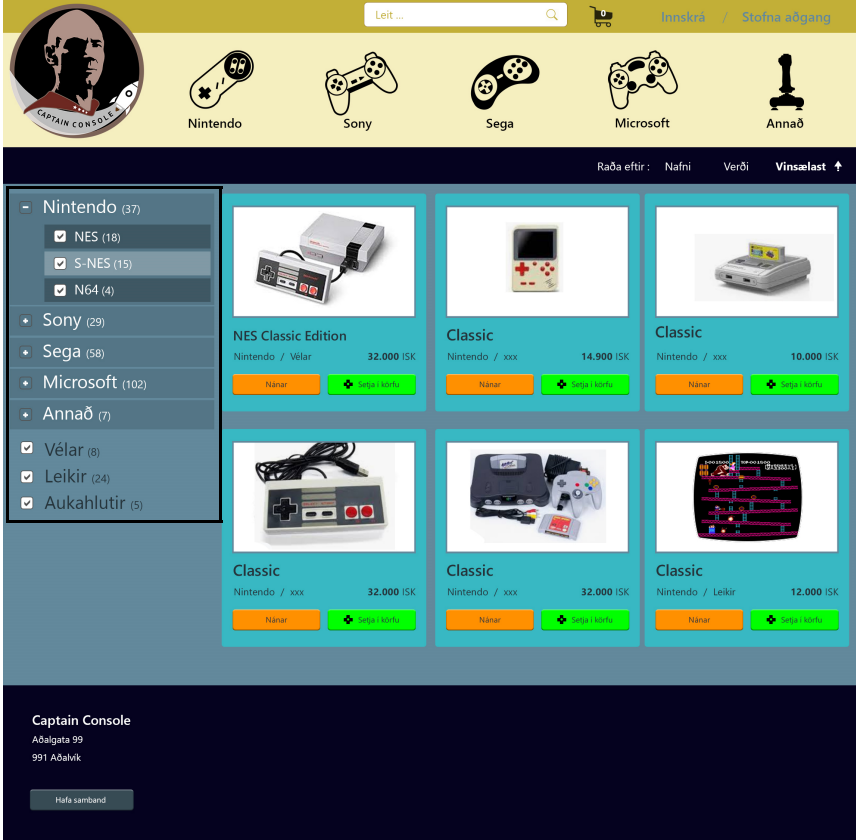 Leit ...
0
Innskrá / Stofna aðgang
CAPTAIN CONSOLE
Nintendo
Sony
Sega
Microsoft
Annað
Raða eftir : Nafni Verði Vinsælast
Nintendo (37)
NES (18)
S-NES (15)
N64 (4)
Sony (29)
Sega (58)
Microsoft (102)
Annað (7)
Vélar (8)
Leikir (24)
Aukahlutir (5)
NES Classic Edition
Nintendo / Vélar 32.000 ISK
Nánar Setja í körfu
Classic
Nintendo / xxx 14.900 ISK
Nánar Setja í körfu
Classic
Nintendo / xxx 10.000 ISK
Nánar Setja í körfu
Classic
Nintendo / xxx 32.000 ISK
Nánar Setja í körfu
Classic
Nintendo / xxx 32.000 ISK
Nánar Setja í körfu
Classic
Nintendo / Leikir 12.000 ISK
Nánar Setja í körfu
Captain Console
Aðalgata 99
991 Aðalvík
Hafa samband